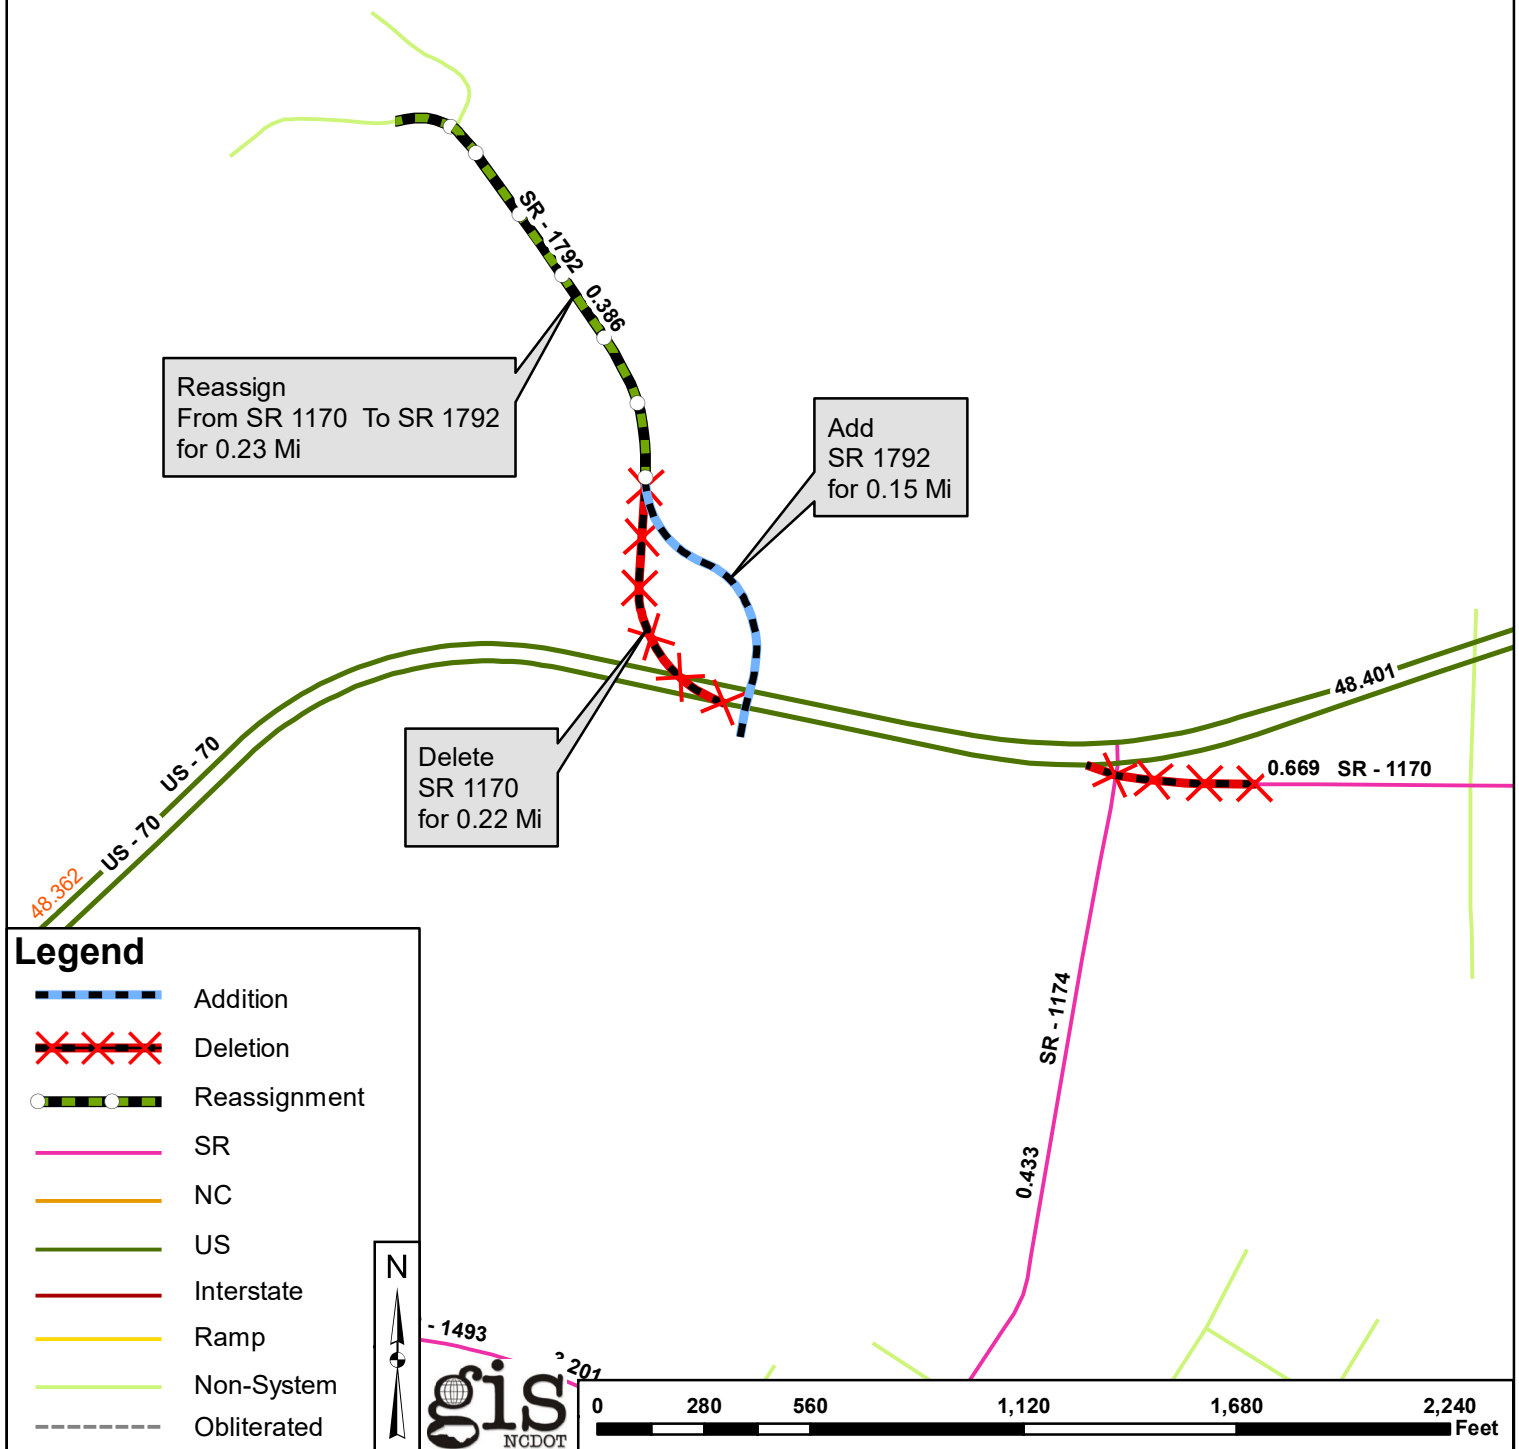 SR - 1792
0.386
Reassign
From SR 1170  To SR 1792
for 0.23 Mi
Add
SR 1792
for 0.15 Mi
48.401
US - 70
US - 70
48.362
Delete
SR 1170
for 0.22 Mi
0.669 SR - 1170
SR - 1174
0.433
Legend
Addition
Deletion
Reassignment
SR
NC
US
Interstate
Ramp
Non-System
Obliterated
N
- 1493
201
gis
NCDOT
0 280 560 1,120 1,680 2,240
Feet